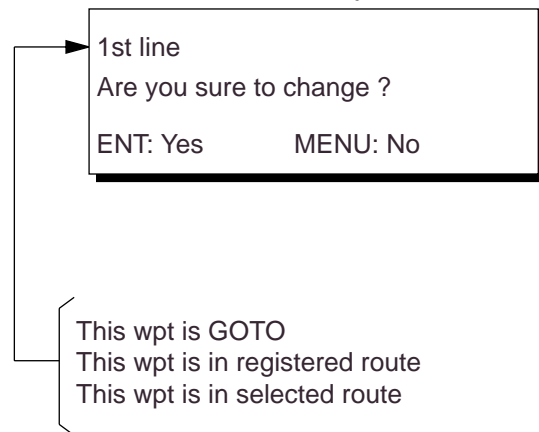 1st line
Are you sure to change ?
ENT: Yes MENU: No
This wpt is GOTO
This wpt is in registered route
This wpt is in selected route